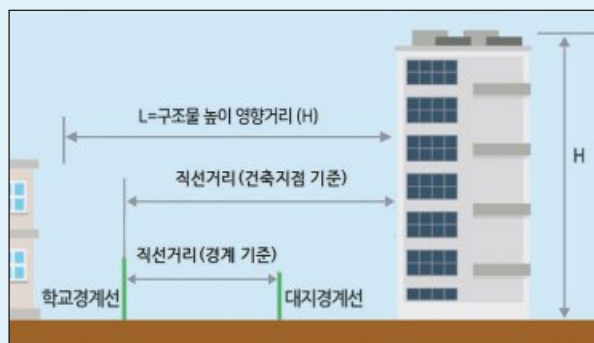 L=구조물 높이 영향거리 (H)
직선거리 (건축지점 기준)
H
직선거리 (경계 기준)
학교경계선
대지경계선